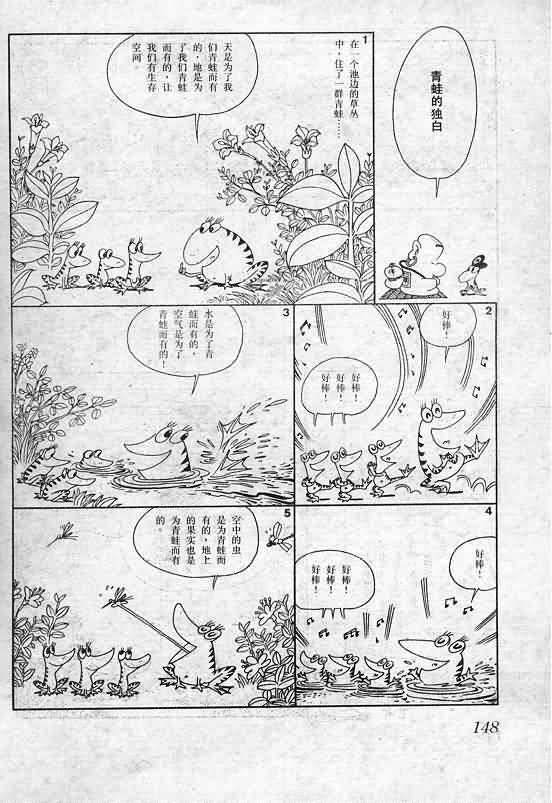 青蛙的独白
1
在一个池边的草丛
中，住了一群青蛙……
天是为了我
们青蛙而有
的，地是为
了我们青蛙
而有的，让
我们有生存
空间。
2
好棒！
好棒！
好棒！
好棒！
3
水是为了青
蛙而有的，
空气是为了
青蛙而有的！
4
好棒！
好棒！
好棒！
好棒！
5
空中的虫
是为青蛙而
有的，地上
的果实也是
为青蛙而有
的。
148